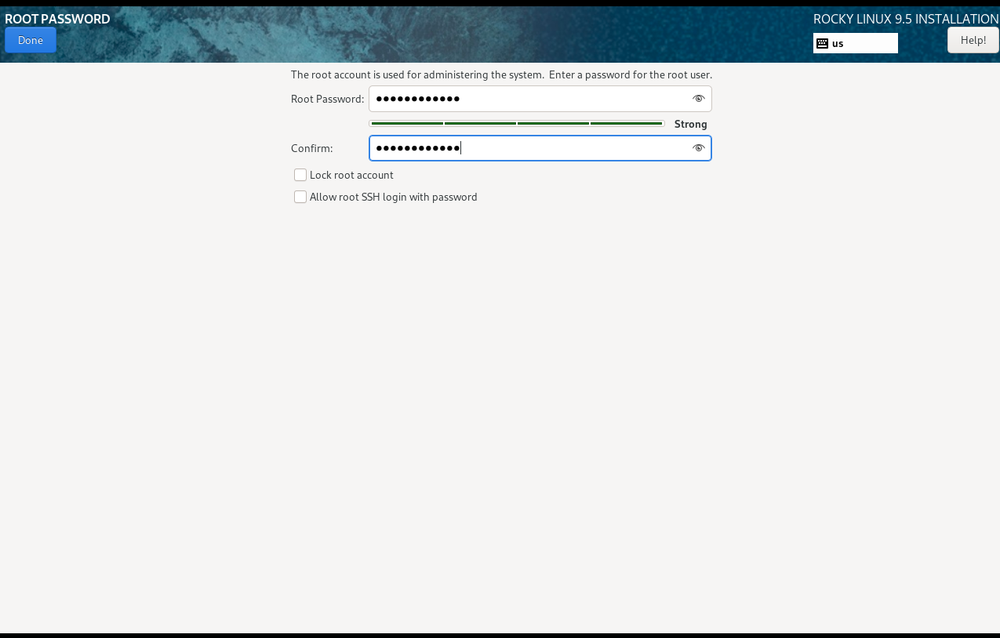 ROOT PASSWORD
ROCKY LINUX 9.5 INSTALLATION
Done
us
Help!
The root account is used for administering the system.  Enter a password for the root user.
Root Password: ●●●●●●●●●●●●
Strong
Confirm: ●●●●●●●●●●●●
Lock root account
Allow root SSH login with password